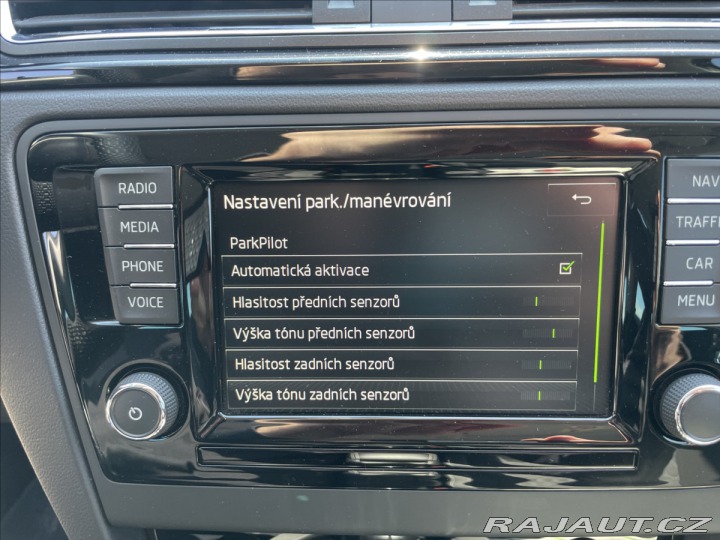 RADIO
MEDIA
PHONE
VOICE
Nastavení park./manévrování
ParkPilot
Automatická aktivace
Hlasitost předních senzorů
Výška tónu předních senzorů
Hlasitost zadních senzorů
Výška tónu zadních senzorů
NAV
TRAFFI
CAR
MENU
RAJAUT.CZ